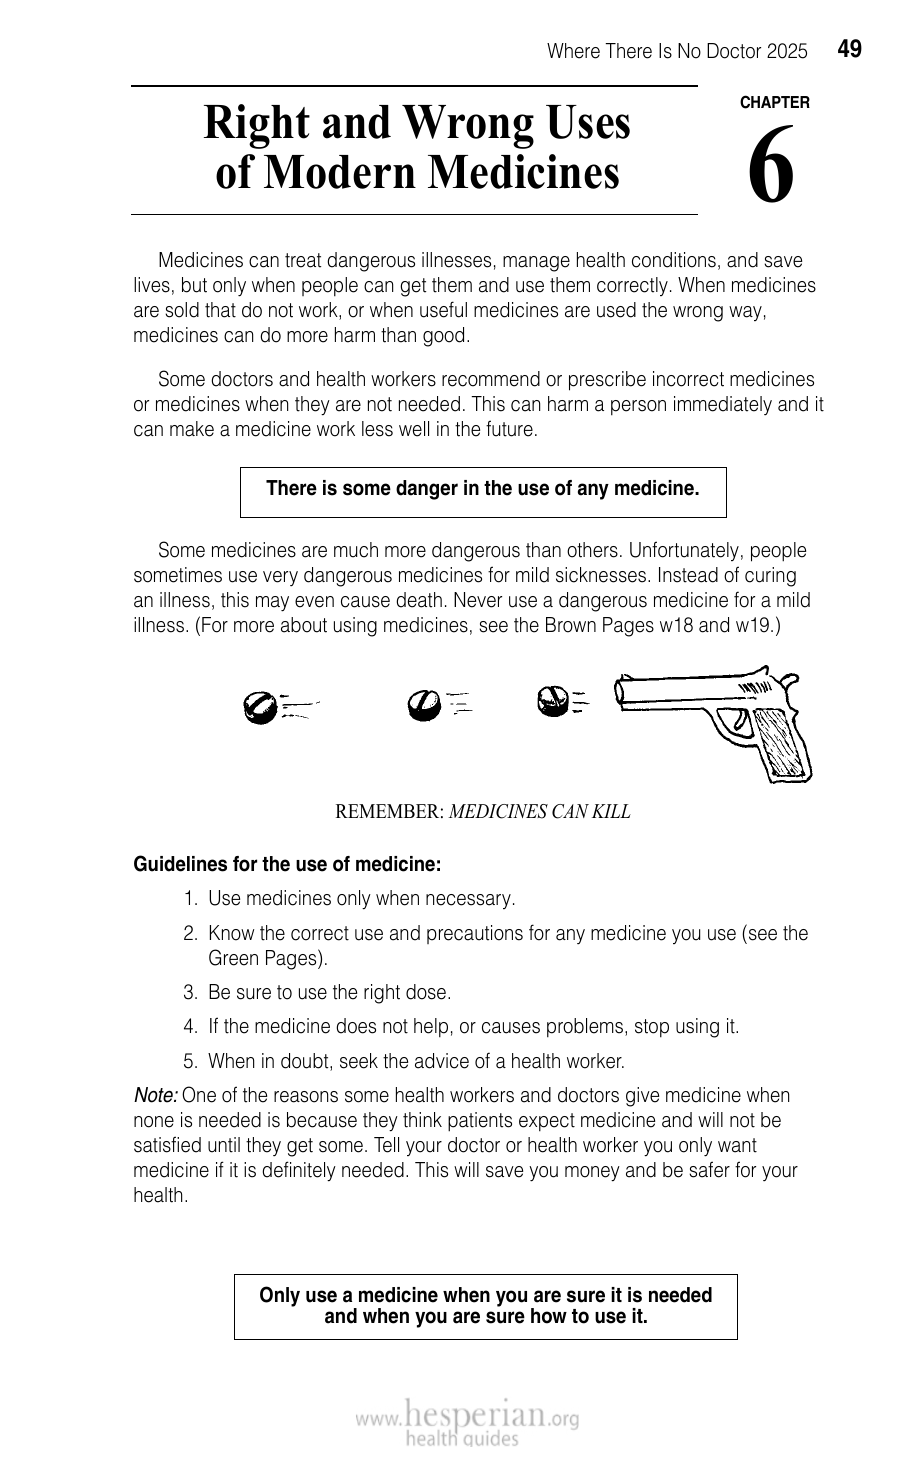 Where There Is No Doctor 2025 49
Right and Wrong Uses
of Modern Medicines
CHAPTER
6
Medicines can treat dangerous illnesses, manage health conditions, and save
lives, but only when people can get them and use them correctly. When medicines
are sold that do not work, or when useful medicines are used the wrong way,
medicines can do more harm than good.
Some doctors and health workers recommend or prescribe incorrect medicines
or medicines when they are not needed. This can harm a person immediately and it
can make a medicine work less well in the future.
There is some danger in the use of any medicine.
Some medicines are much more dangerous than others. Unfortunately, people
sometimes use very dangerous medicines for mild sicknesses. Instead of curing
an illness, this may even cause death. Never use a dangerous medicine for a mild
illness. (For more about using medicines, see the Brown Pages w18 and w19.)
REMEMBER: MEDICINES CAN KILL
Guidelines for the use of medicine:
1. Use medicines only when necessary.
2. Know the correct use and precautions for any medicine you use (see the
Green Pages).
3. Be sure to use the right dose.
4. If the medicine does not help, or causes problems, stop using it.
5. When in doubt, seek the advice of a health worker.
Note: One of the reasons some health workers and doctors give medicine when
none is needed is because they think patients expect medicine and will not be
satisfied until they get some. Tell your doctor or health worker you only want
medicine if it is definitely needed. This will save you money and be safer for your
health.
Only use a medicine when you are sure it is needed
and when you are sure how to use it.
www.hesperian.org
health guides